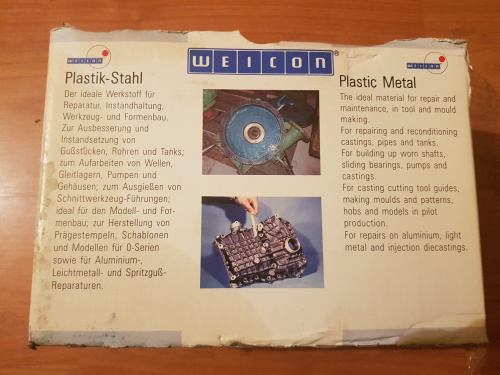 WEICON
WEICON
®
WEICON
Plastik-Stahl
Der ideale Werkstoff für
Reparatur, Instandhaltung,
Werkzeug- und Formenbau.
Zur Ausbesserung und
Instandsetzung von
Gußstücken, Rohren und Tanks;
zum Aufarbeiten von Wellen,
Gleitlagern, Pumpen und
Gehäusen; zum Ausgießen von
Schnittwerkzeug-Führungen;
ideal für den Modell- und For-
menbau; zur Herstellung von
Prägestempeln, Schablonen
und Modellen für 0-Serien
sowie für Aluminium-,
Leichtmetall- und Spritzguß-
Reparaturen.
Plastic Metal
The ideal material for repair and
maintenance, in tool and mould
making.
For repairing and reconditioning
castings, pipes and tanks.
For building up worn shafts,
sliding bearings, pumps and
castings.
For casting cutting tool guides,
making moulds and patterns,
hobs and models in pilot
production.
For repairs on aluminium, light
metal and injection diecastings.